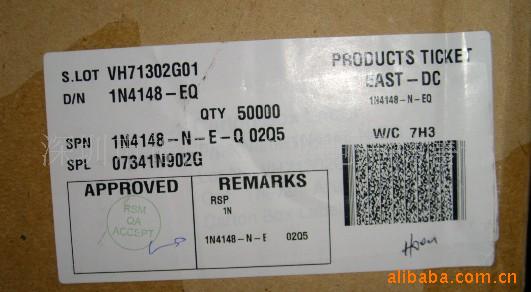 S.LOT VH71302G01
D/N 1N4148-EQ
QTY 50000
SPN 1N4148-N-E-Q 02Q5
SPL 07341N902G
PRODUCTS TICKET
EAST-DC
1N4148-N-EQ
W/C 7H3
APPROVED
RSM
QA
ACCEPT
REMARKS
RSP
1N
1N4148-N-E 02Q5
alibaba.com.cn